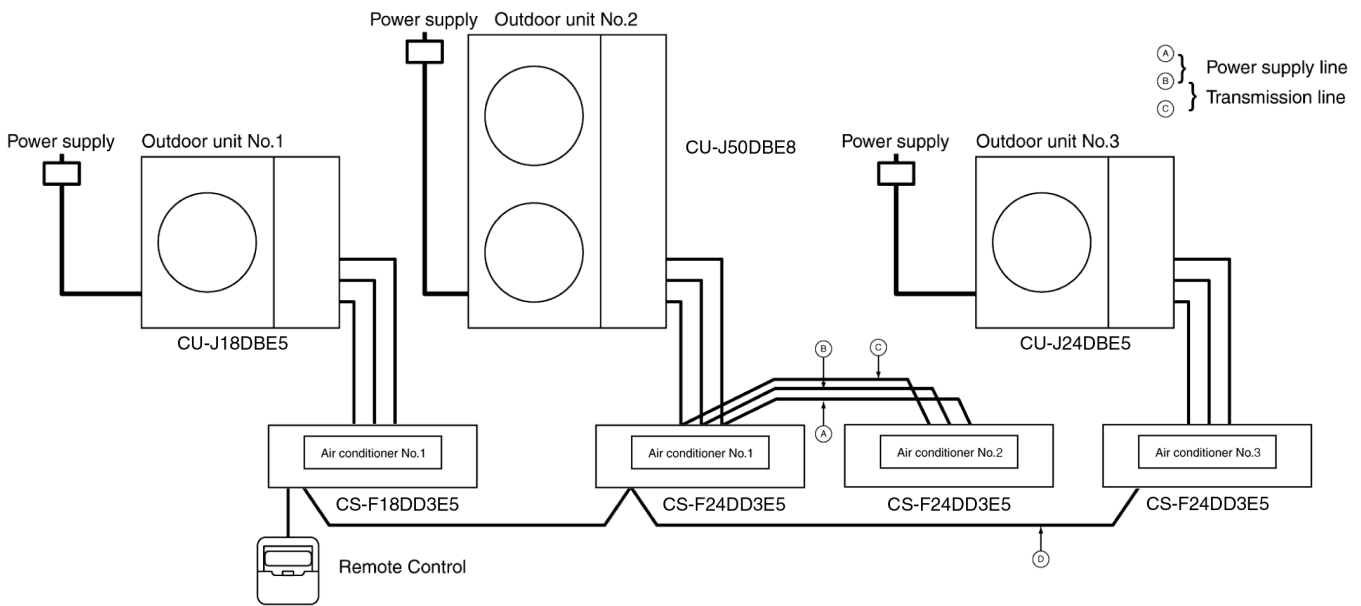 Power supply
Outdoor unit No.2
A
Power supply line
B
Transmission line
C
Power supply
Outdoor unit No.1
CU-J50DBE8
Power supply
Outdoor unit No.3
CU-J18DBE5
CU-J24DBE5
B
C
A
Air conditioner No.1
Air conditioner No.1
Air conditioner No.2
Air conditioner No.3
CS-F18DD3E5
CS-F24DD3E5
CS-F24DD3E5
CS-F24DD3E5
D
Remote Control